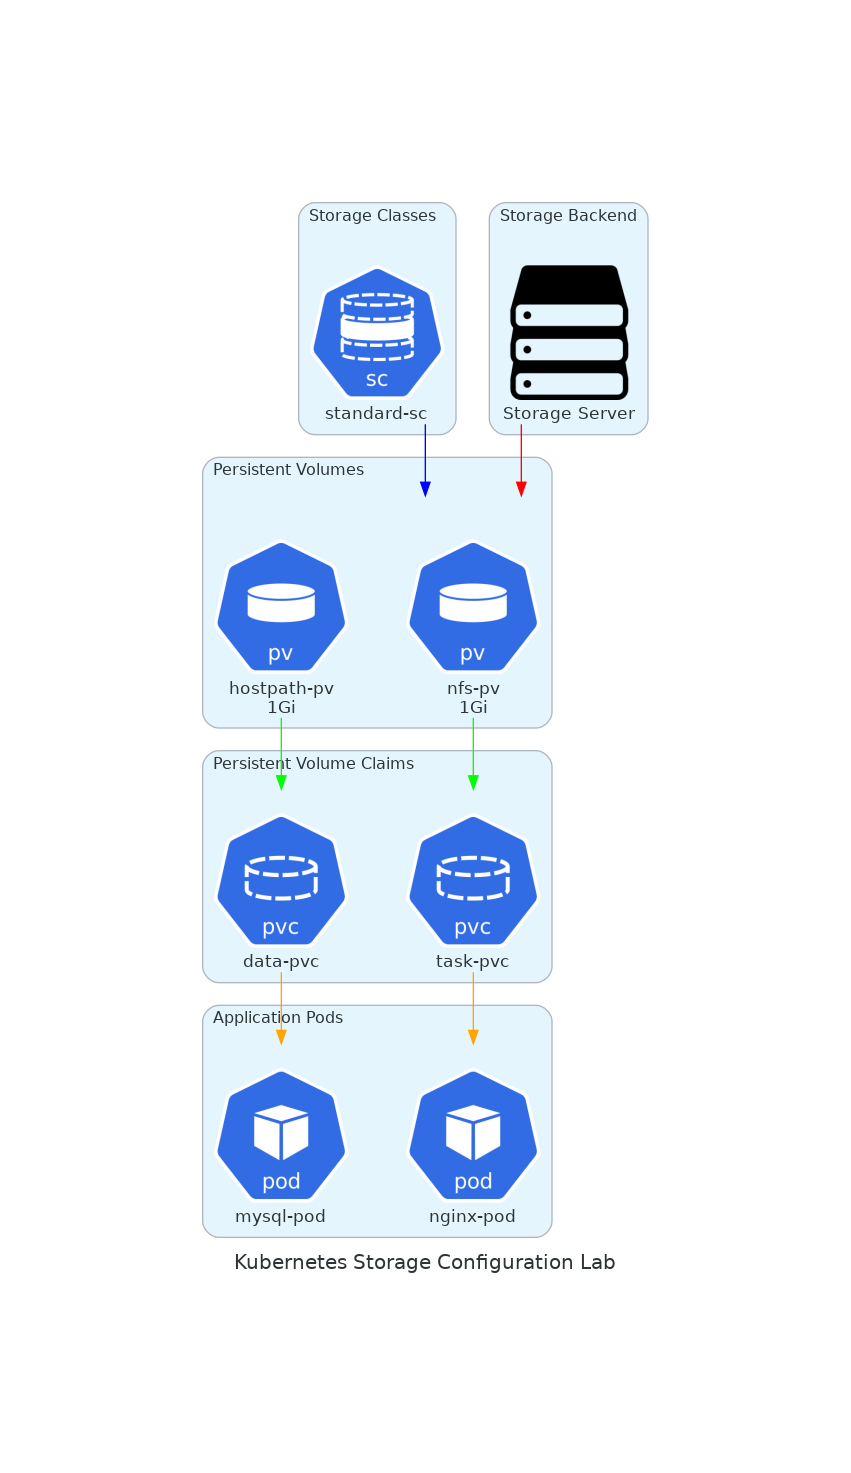 Storage Classes
Storage Backend
sc
standard-sc
Storage Server
Persistent Volumes
pv
pv
hostpath-pv
1Gi
nfs-pv
1Gi
Persistent Volume Claims
pvc
pvc
data-pvc
task-pvc
Application Pods
pod
pod
mysql-pod
nginx-pod
Kubernetes Storage Configuration Lab